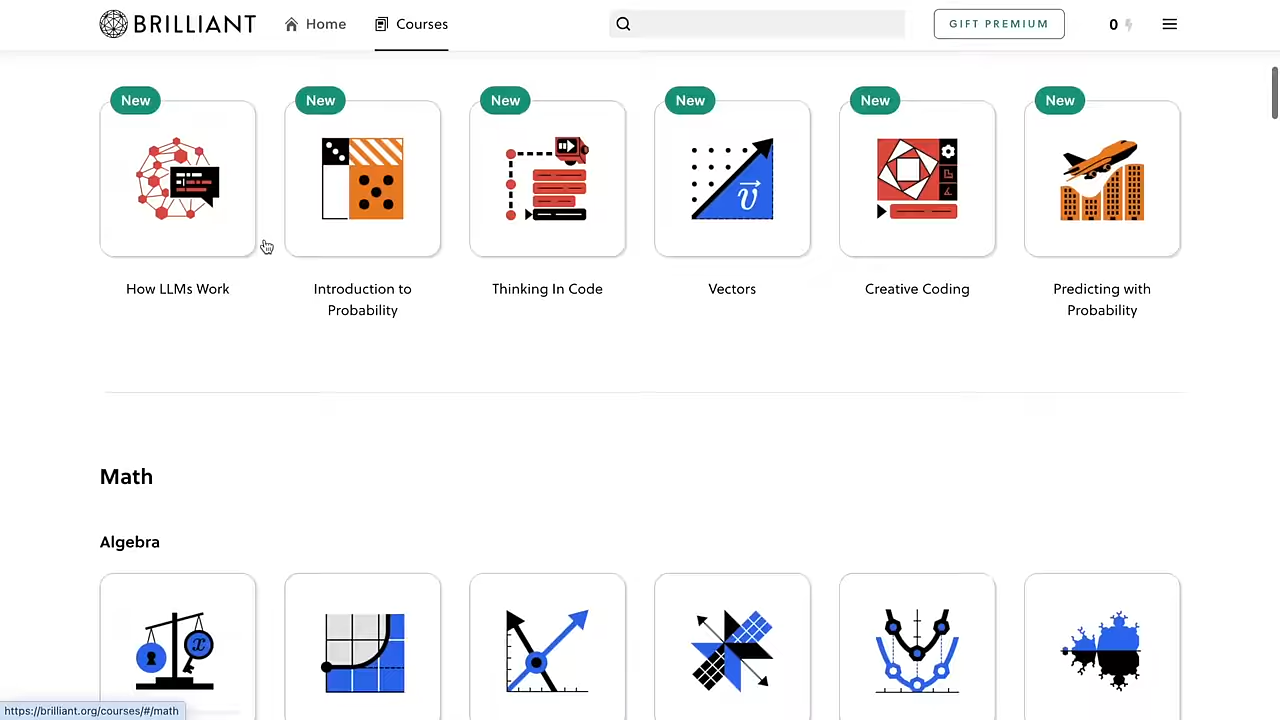 BRILLIANT
Home
Courses
GIFT PREMIUM
0
New
New
New
New
New
New
v
How LLMs Work
Introduction to
Probability
Thinking In Code
Vectors
Creative Coding
Predicting with
Probability
Math
Algebra
x
https://brilliant.org/courses/#/math